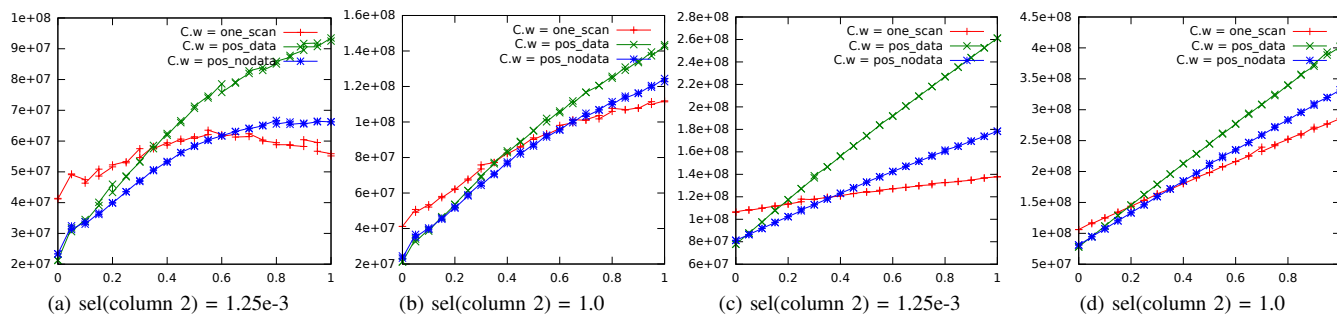 1e+08
9e+07
8e+07
7e+07
6e+07
5e+07
4e+07
3e+07
2e+07
0 0.2 0.4 0.6 0.8 1
C.w = one_scan
C.w = pos_data
C.w = pos_nodata
(a) sel(column 2) = 1.25e-3
1.6e+08
1.4e+08
1.2e+08
1e+08
8e+07
6e+07
4e+07
2e+07
0 0.2 0.4 0.6 0.8 1
C.w = one_scan
C.w = pos_data
C.w = pos_nodata
(b) sel(column 2) = 1.0
2.8e+08
2.6e+08
2.4e+08
2.2e+08
2e+08
1.8e+08
1.6e+08
1.4e+08
1.2e+08
1e+08
8e+07
6e+07
0 0.2 0.4 0.6 0.8 1
C.w = one_scan
C.w = pos_data
C.w = pos_nodata
(c) sel(column 2) = 1.25e-3
4.5e+08
4e+08
3.5e+08
3e+08
2.5e+08
2e+08
1.5e+08
1e+08
5e+07
0 0.2 0.4 0.6 0.8
C.w = one_scan
C.w = pos_data
C.w = pos_nodata
(d) sel(column 2) = 1.0